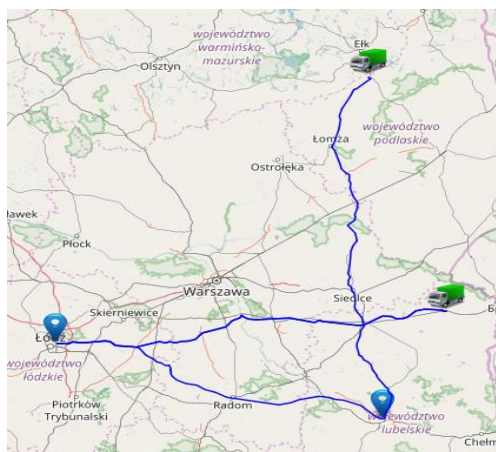 województwo
warmińsko-
mazurskie
Ełk
Olsztyn
Łomża
województwo
podlaskie
Ostrołęka
ławek
Płock
Warszawa
Siedlce
Skierniewice
Łódź
województwo
łódzkie
Piotrków
Trybunalski
Radom
województwo
lubelskie
Chełm